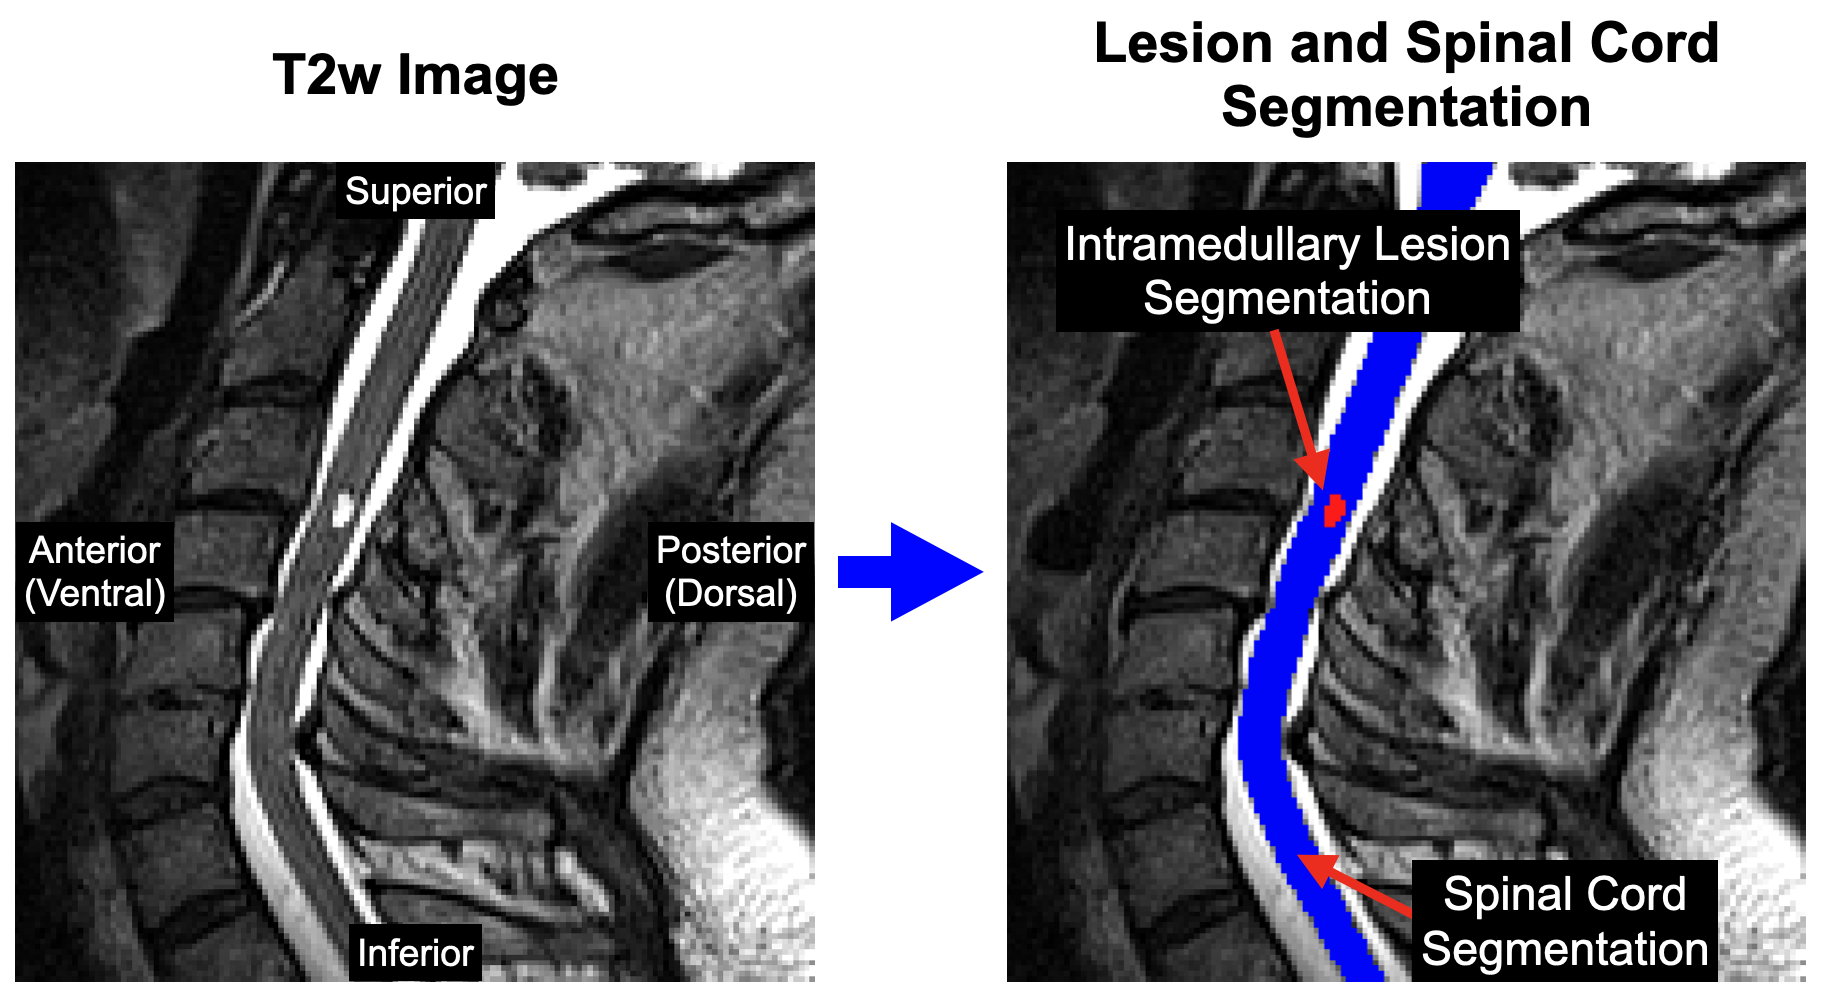 T2w Image
Superior
Anterior
(Ventral)
Posterior
(Dorsal)
Inferior
Lesion and Spinal Cord
Segmentation
Intramedullary Lesion
Segmentation
Spinal Cord
Segmentation